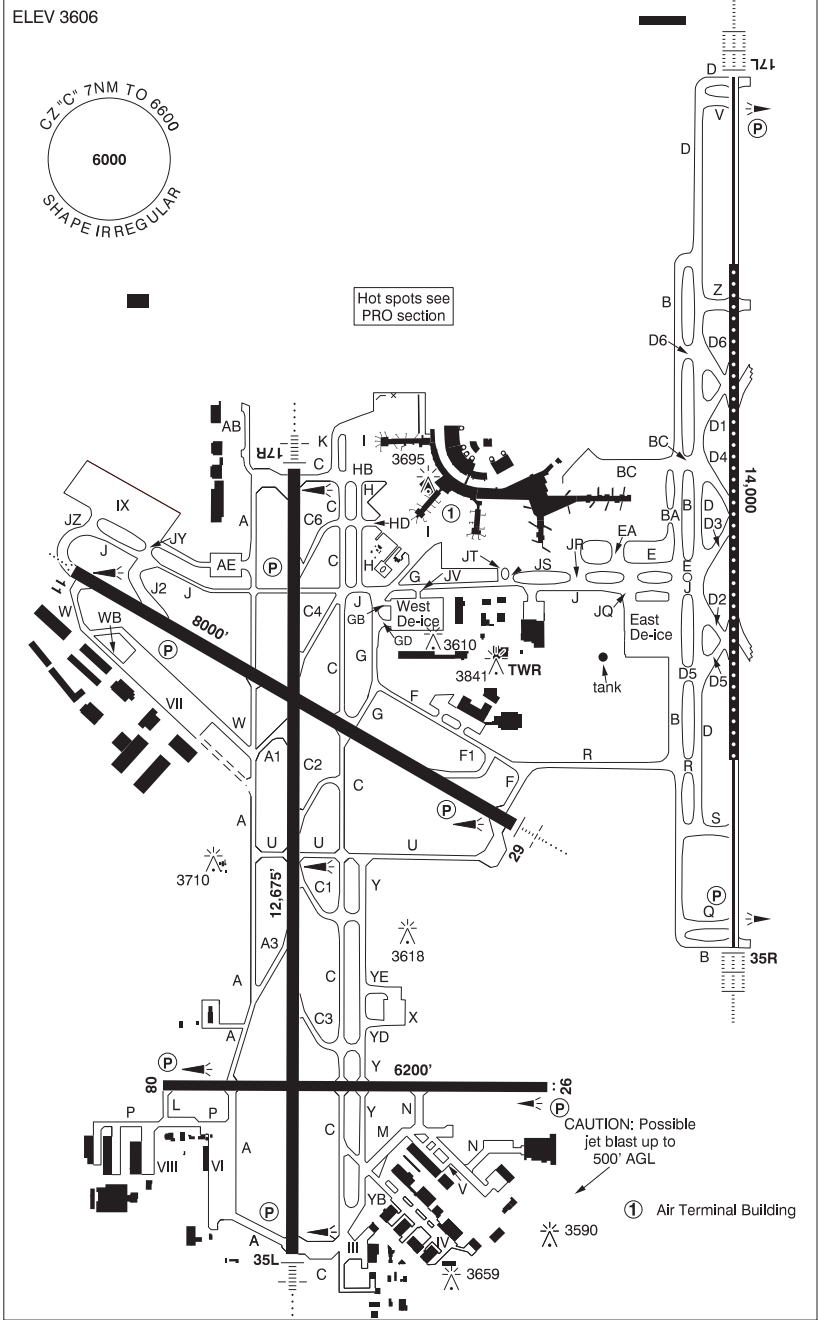 ELEV 3606
CZ "C" 7NM TO 6600
6000
SHAPE IRREGULAR
17L
D
V
P
D
Hot spots see
PRO section
B
Z
D6
D6
AB
17R
K
C
I
3695
HB
H
BC
BC
D1
D4
14,000
IX
A
C6
C
HD
I
1
BA
B
D
D3
JZ
JY
J
AE
P
C
H
G
JT
JV
JS
JR
EA
E
E
11
J2
J
J
J
JQ
J
W
WB
8000'
C4
GB
West
De-ice
East
De-ice
D2
P
GD
3610
C
G
3841
TWR
tank
D5
D5
VII
W
F
B
D
G
A1
C2
F1
R
R
C
F
A
P
S
U
U
U
29
3710
12,675'
C1
Y
P
Q
A3
3618
B
35R
A
C
YE
C3
X
A
YD
P
Y
6200'
08
26
L
P
P
Y
N
P
CAUTION: Possible
jet blast up to
500' AGL
A
C
M
N
VIII
VI
V
P
YB
1 Air Terminal Building
A
IV
3590
35L
III
C
3659